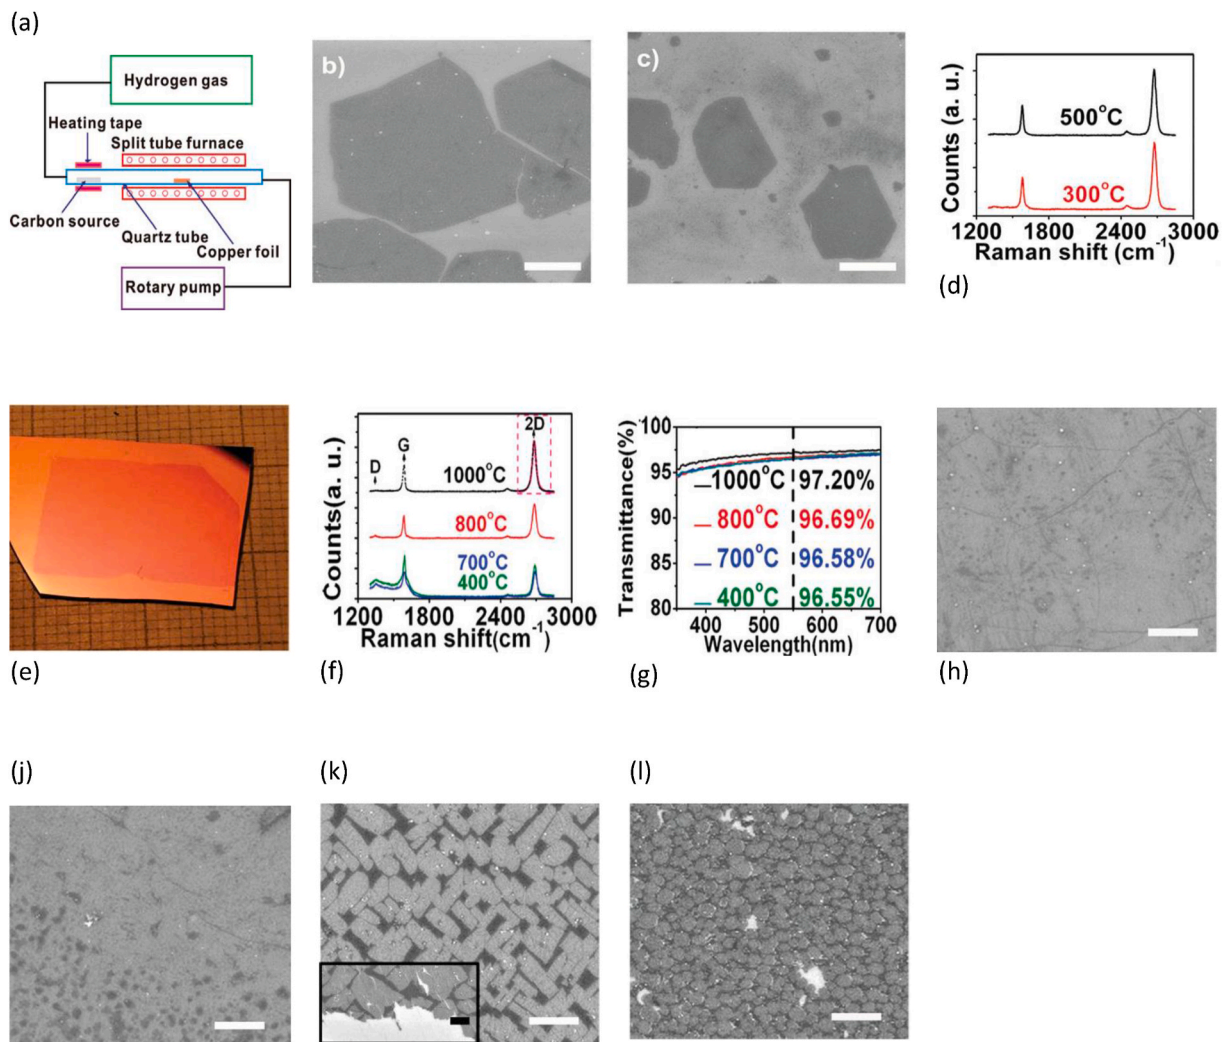 (a)
Hydrogen gas
Heating tape
Split tube furnace
Carbon source
Quartz tube
Copper foil
Rotary pump
b)
c)
Counts (a. u.)
500°C
300°C
1200 1800 2400 3000
Raman shift (cm⁻¹)
(d)
(e)
Counts(a. u.)
D
G
2D
1000°C
800°C
700°C
400°C
1200 1800 2400 3000
Raman shift(cm⁻¹)
(f)
Transmittance(%)
100
95
90
85
80
1000°C 97.20%
800°C 96.69%
700°C 96.58%
400°C 96.55%
400 500 600 700
Wavelength(nm)
(g)
(h)
(j)
(k)
(l)